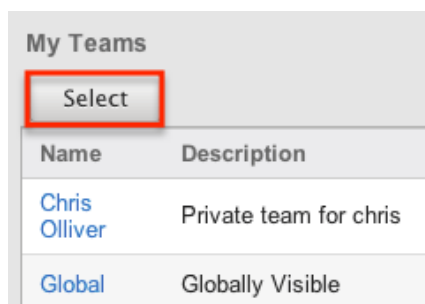 My Teams
Select
Name Description
Chris
Olliver Private team for chris
Global Globally Visible